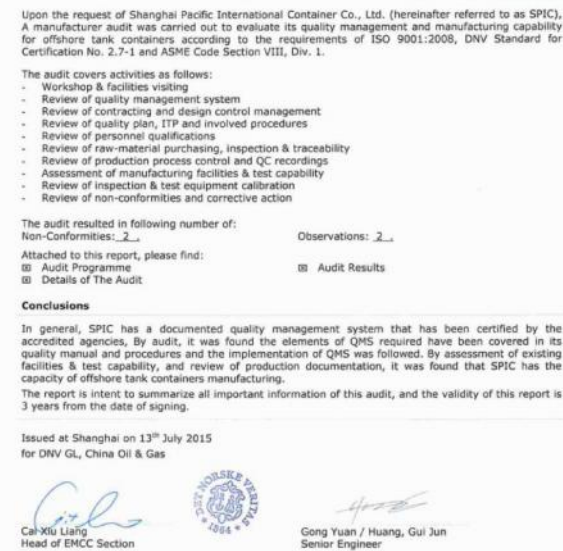 Upon the request of Shanghai Pacific International Container Co., Ltd. (hereinafter referred to as SPIC),
A manufacturer audit was carried out to evaluate its quality management and manufacturing capability
for offshore tank containers according to the requirements of ISO 9001:2008, DNV Standard for
Certification No. 2.7-1 and ASME Code Section VIII, Div. 1.
The audit covers activities as follows:
- Workshop & facilities visiting
- Review of quality management system
- Review of contracting and design control management
- Review of quality plan, ITP and involved procedures
- Review of personnel qualifications
- Review of raw-material purchasing, inspection & traceability
- Review of production process control and QC recordings
- Assessment of manufacturing facilities & test capability
- Review of inspection & test equipment calibration
- Review of non-conformities and corrective action
The audit resulted in following number of:
Non-Conformities: 2 . Observations: 2 .
Attached to this report, please find:
☒ Audit Programme ☒ Audit Results
☒ Details of The Audit
Conclusions
In general, SPIC has a documented quality management system that has been certified by the
accredited agencies, By audit, it was found the elements of QMS required have been covered in its
quality manual and procedures and the implementation of QMS was followed. By assessment of existing
facilities & test capability, and review of production documentation, it was found that SPIC has the
capacity of offshore tank containers manufacturing.
The report is intent to summarize all important information of this audit, and the validity of this report is
3 years from the date of signing.
Issued at Shanghai on 13th July 2015
for DNV GL, China Oil & Gas
DET NORSKE VERITAS
1864
Cai Xiu Liang Gong Yuan / Huang, Gui Jun
Head of EMCC Section Senior Engineer